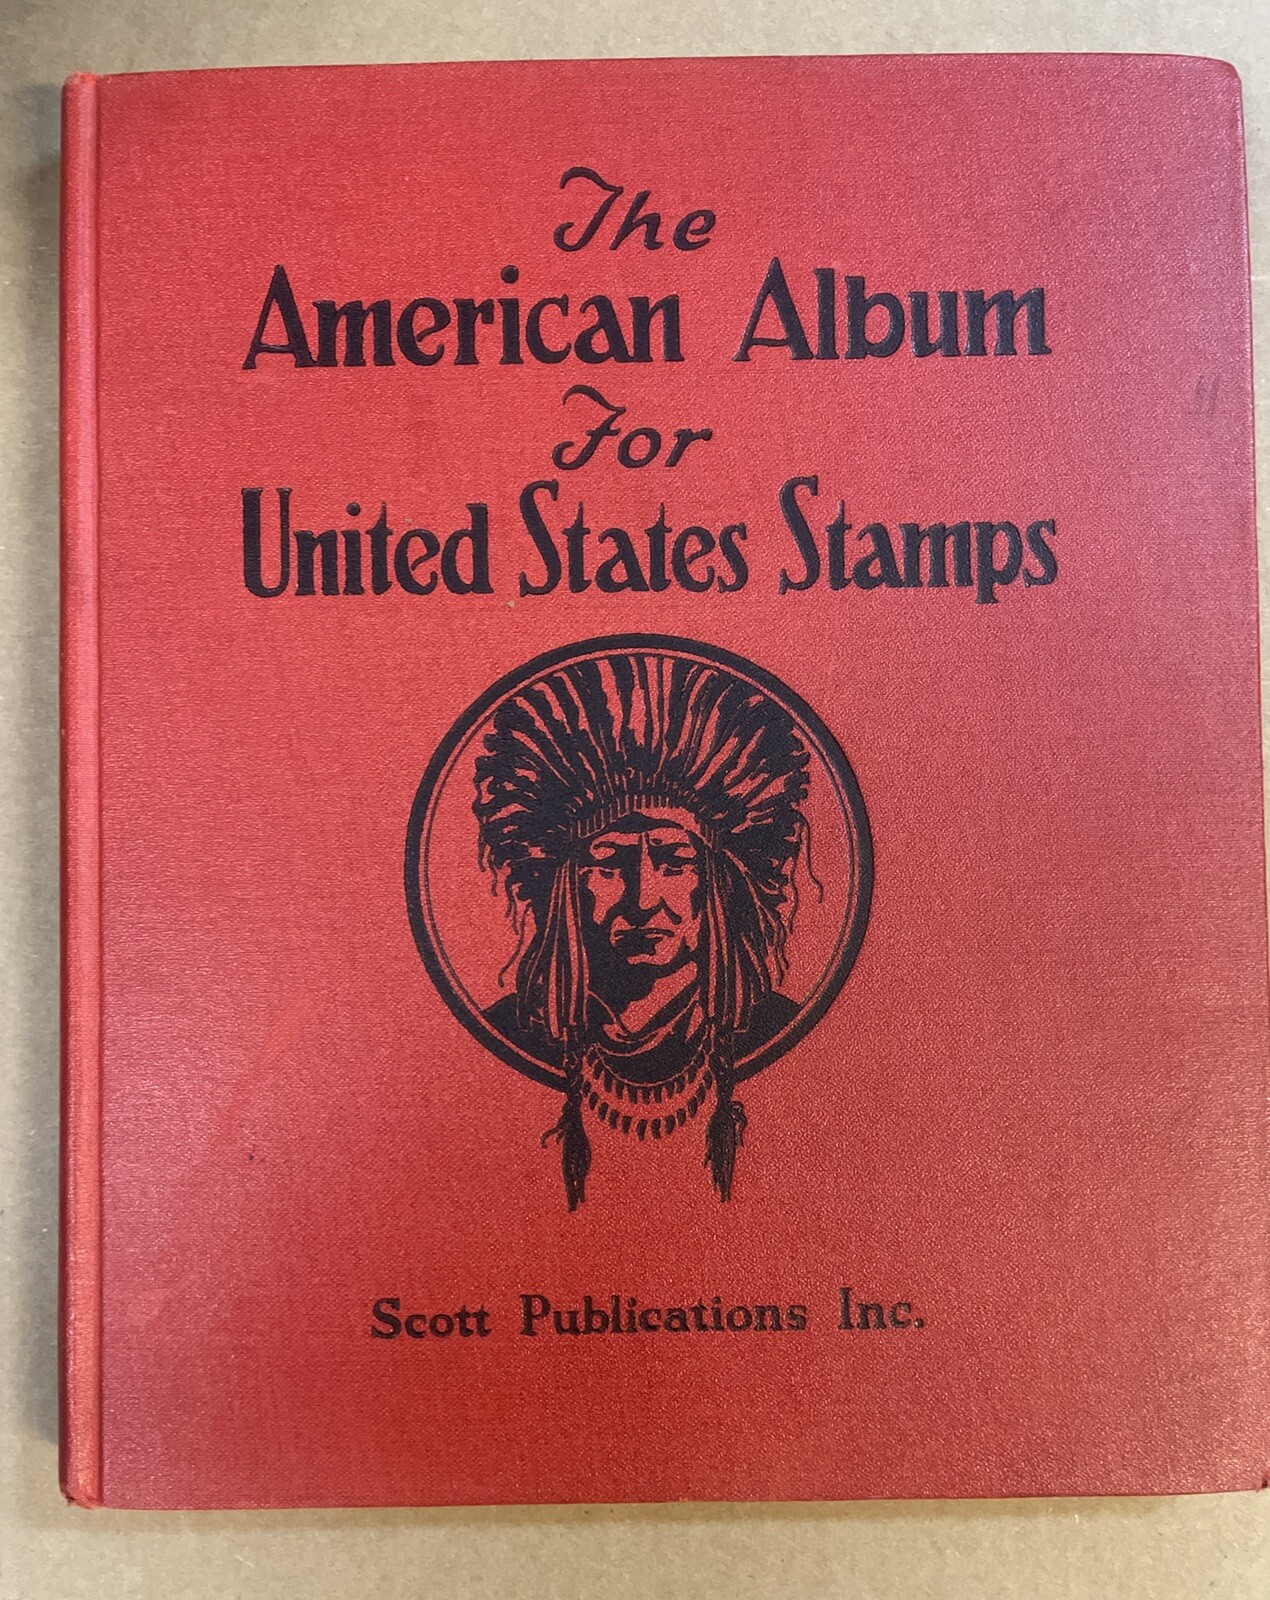 The
American Album
For
United States Stamps
Scott Publications Inc.